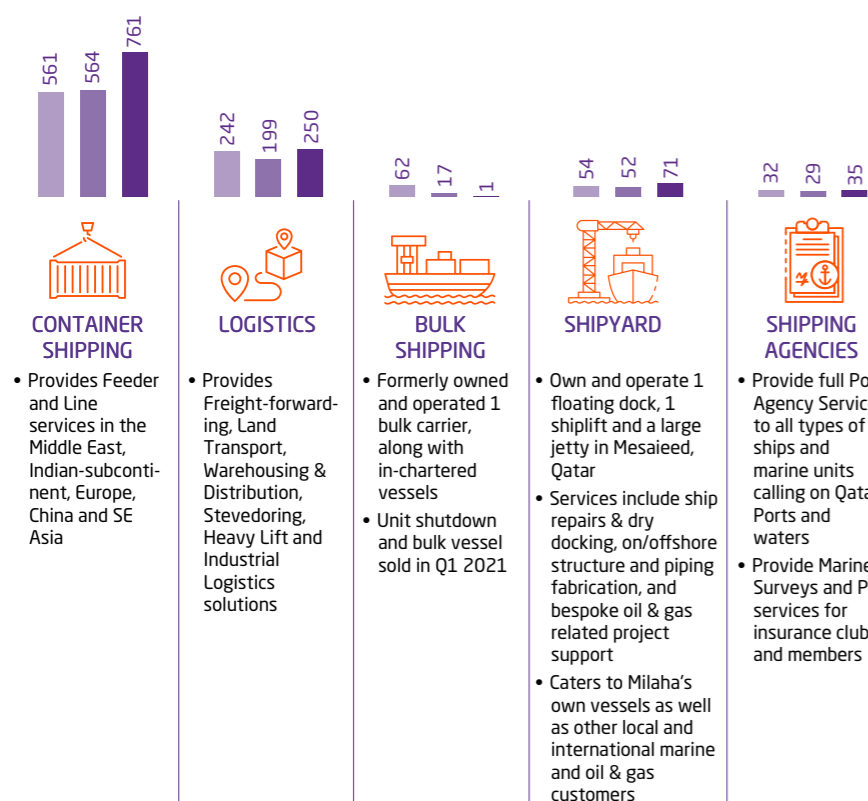 561
564
761
242
199
250
62
17
1
54
52
71
32
29
35
CONTAINER
SHIPPING
• Provides Feeder
and Line
services in the
Middle East,
Indian-subconti-
nent, Europe,
China and SE
Asia
LOGISTICS
• Provides
Freight-forward-
ing, Land
Transport,
Warehousing &
Distribution,
Stevedoring,
Heavy Lift and
Industrial
Logistics
solutions
BULK
SHIPPING
• Formerly owned
and operated 1
bulk carrier,
along with
in-chartered
vessels
• Unit shutdown
and bulk vessel
sold in Q1 2021
SHIPYARD
• Own and operate 1
floating dock, 1
shiplift and a large
jetty in Mesaieed,
Qatar
• Services include ship
repairs & dry
docking, on/offshore
structure and piping
fabrication, and
bespoke oil & gas
related project
support
• Caters to Milaha's
own vessels as well
as other local and
international marine
and oil & gas
customers
SHIPPING
AGENCIES
• Provide full
Agency
to all types of
ships and
marine units
calling on
Ports and
waters
• Provide
Surveys and
services for
insurance
and members